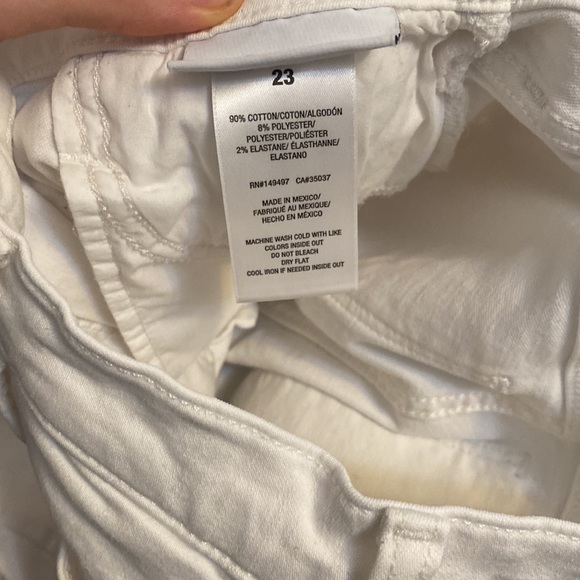 23
90% COTTON/COTON/ALGODÓN
8% POLYESTER/
POLYESTER/POLIÉSTER
2% ELASTANE/ ÉLASTHANNE/
ELASTANO
RN#149497 CA#35037
MADE IN MEXICO/
FABRIQUÉ AU MEXIQUE/
HECHO EN MÉXICO
MACHINE WASH COLD WITH LIKE
COLORS INSIDE OUT
DO NOT BLEACH
DRY FLAT
COOL IRON IF NEEDED INSIDE OUT